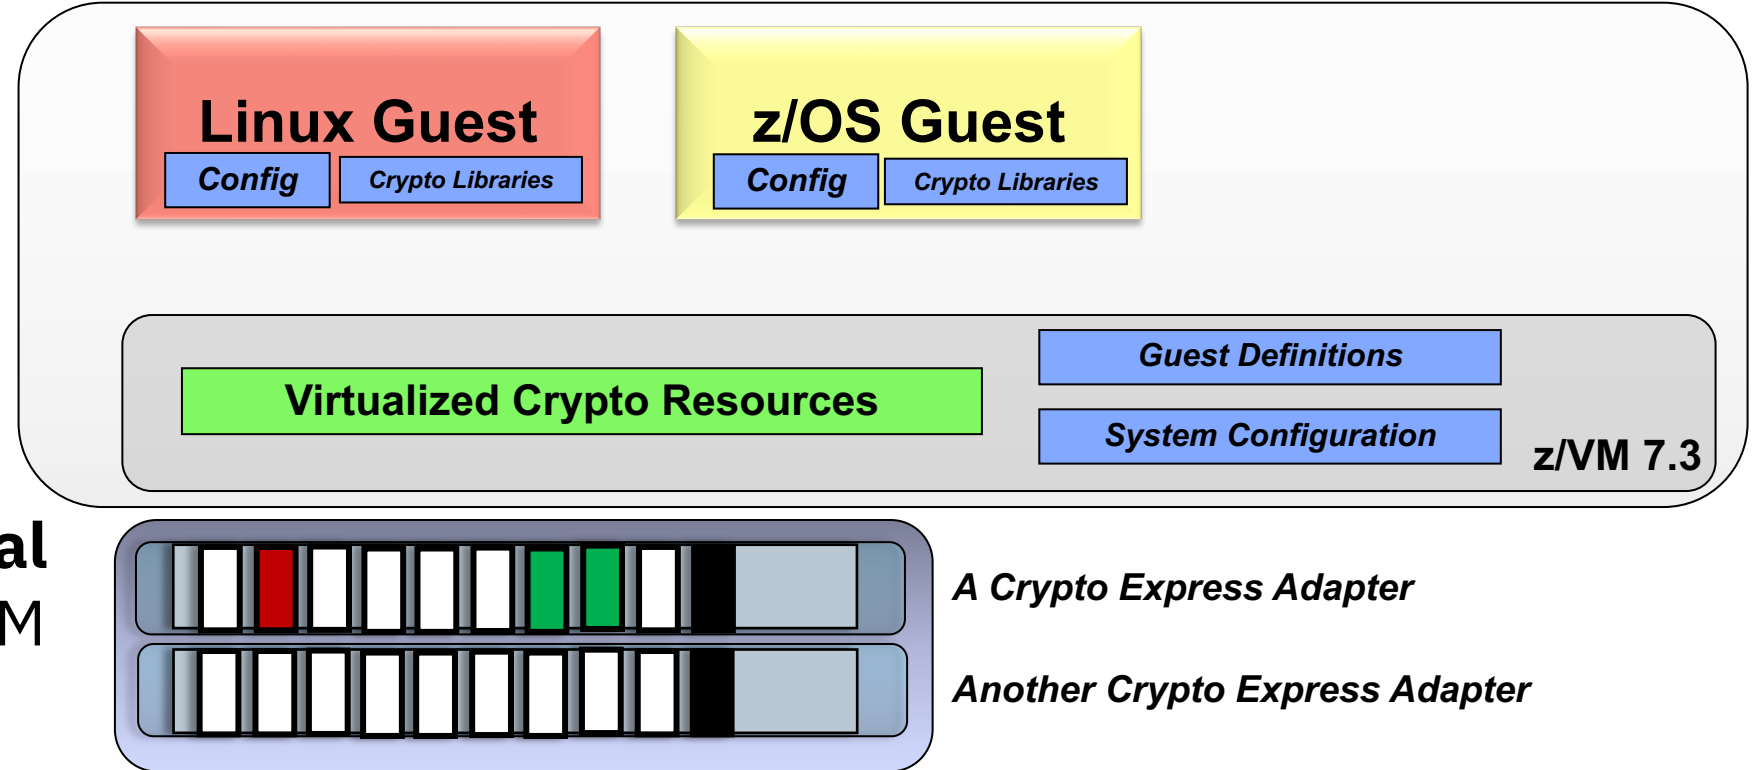 Linux Guest
Config
Crypto Libraries
z/OS Guest
Config
Crypto Libraries
Virtualized Crypto Resources
Guest Definitions
System Configuration
z/VM 7.3
al
M
A Crypto Express Adapter
Another Crypto Express Adapter